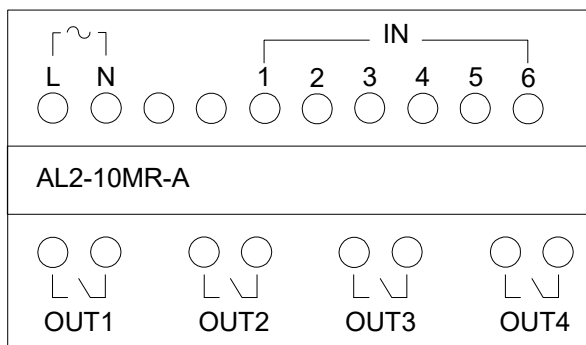 IN
L N 1 2 3 4 5 6
AL2-10MR-A
OUT1 OUT2 OUT3 OUT4